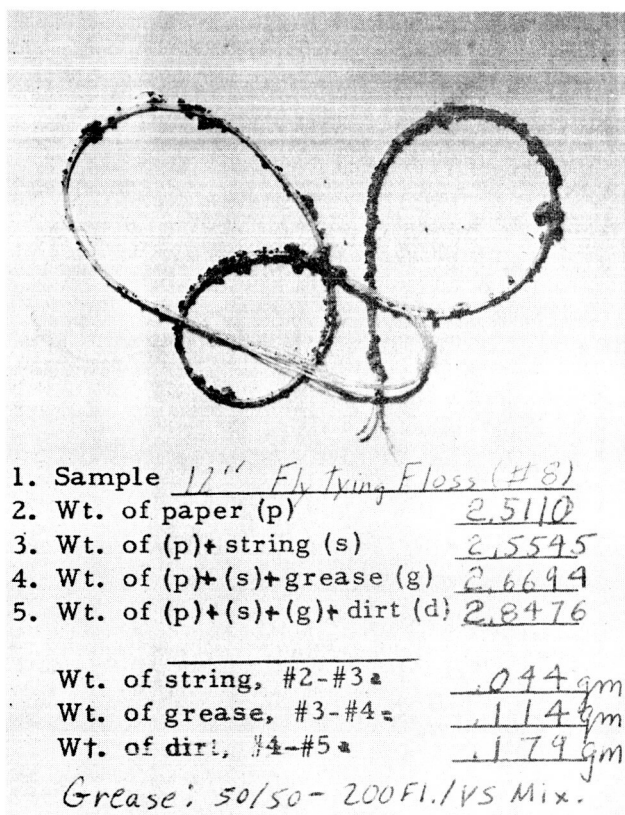 1. Sample 12" Fly Tying Floss (#8)
2. Wt. of paper (p) 2.5110
3. Wt. of (p)+ string (s) 2.5545
4. Wt. of (p)+ (s)+ grease (g) 2.6694
5. Wt. of (p)+(s)+(g)+ dirt (d) 2.8476
Wt. of string, #2-#3= .044 gm
Wt. of grease, #3-#4= .114 gm
Wt. of dirt, #4-#5= .179 gm
Grease: 50/50- 200Fl./VS Mix.